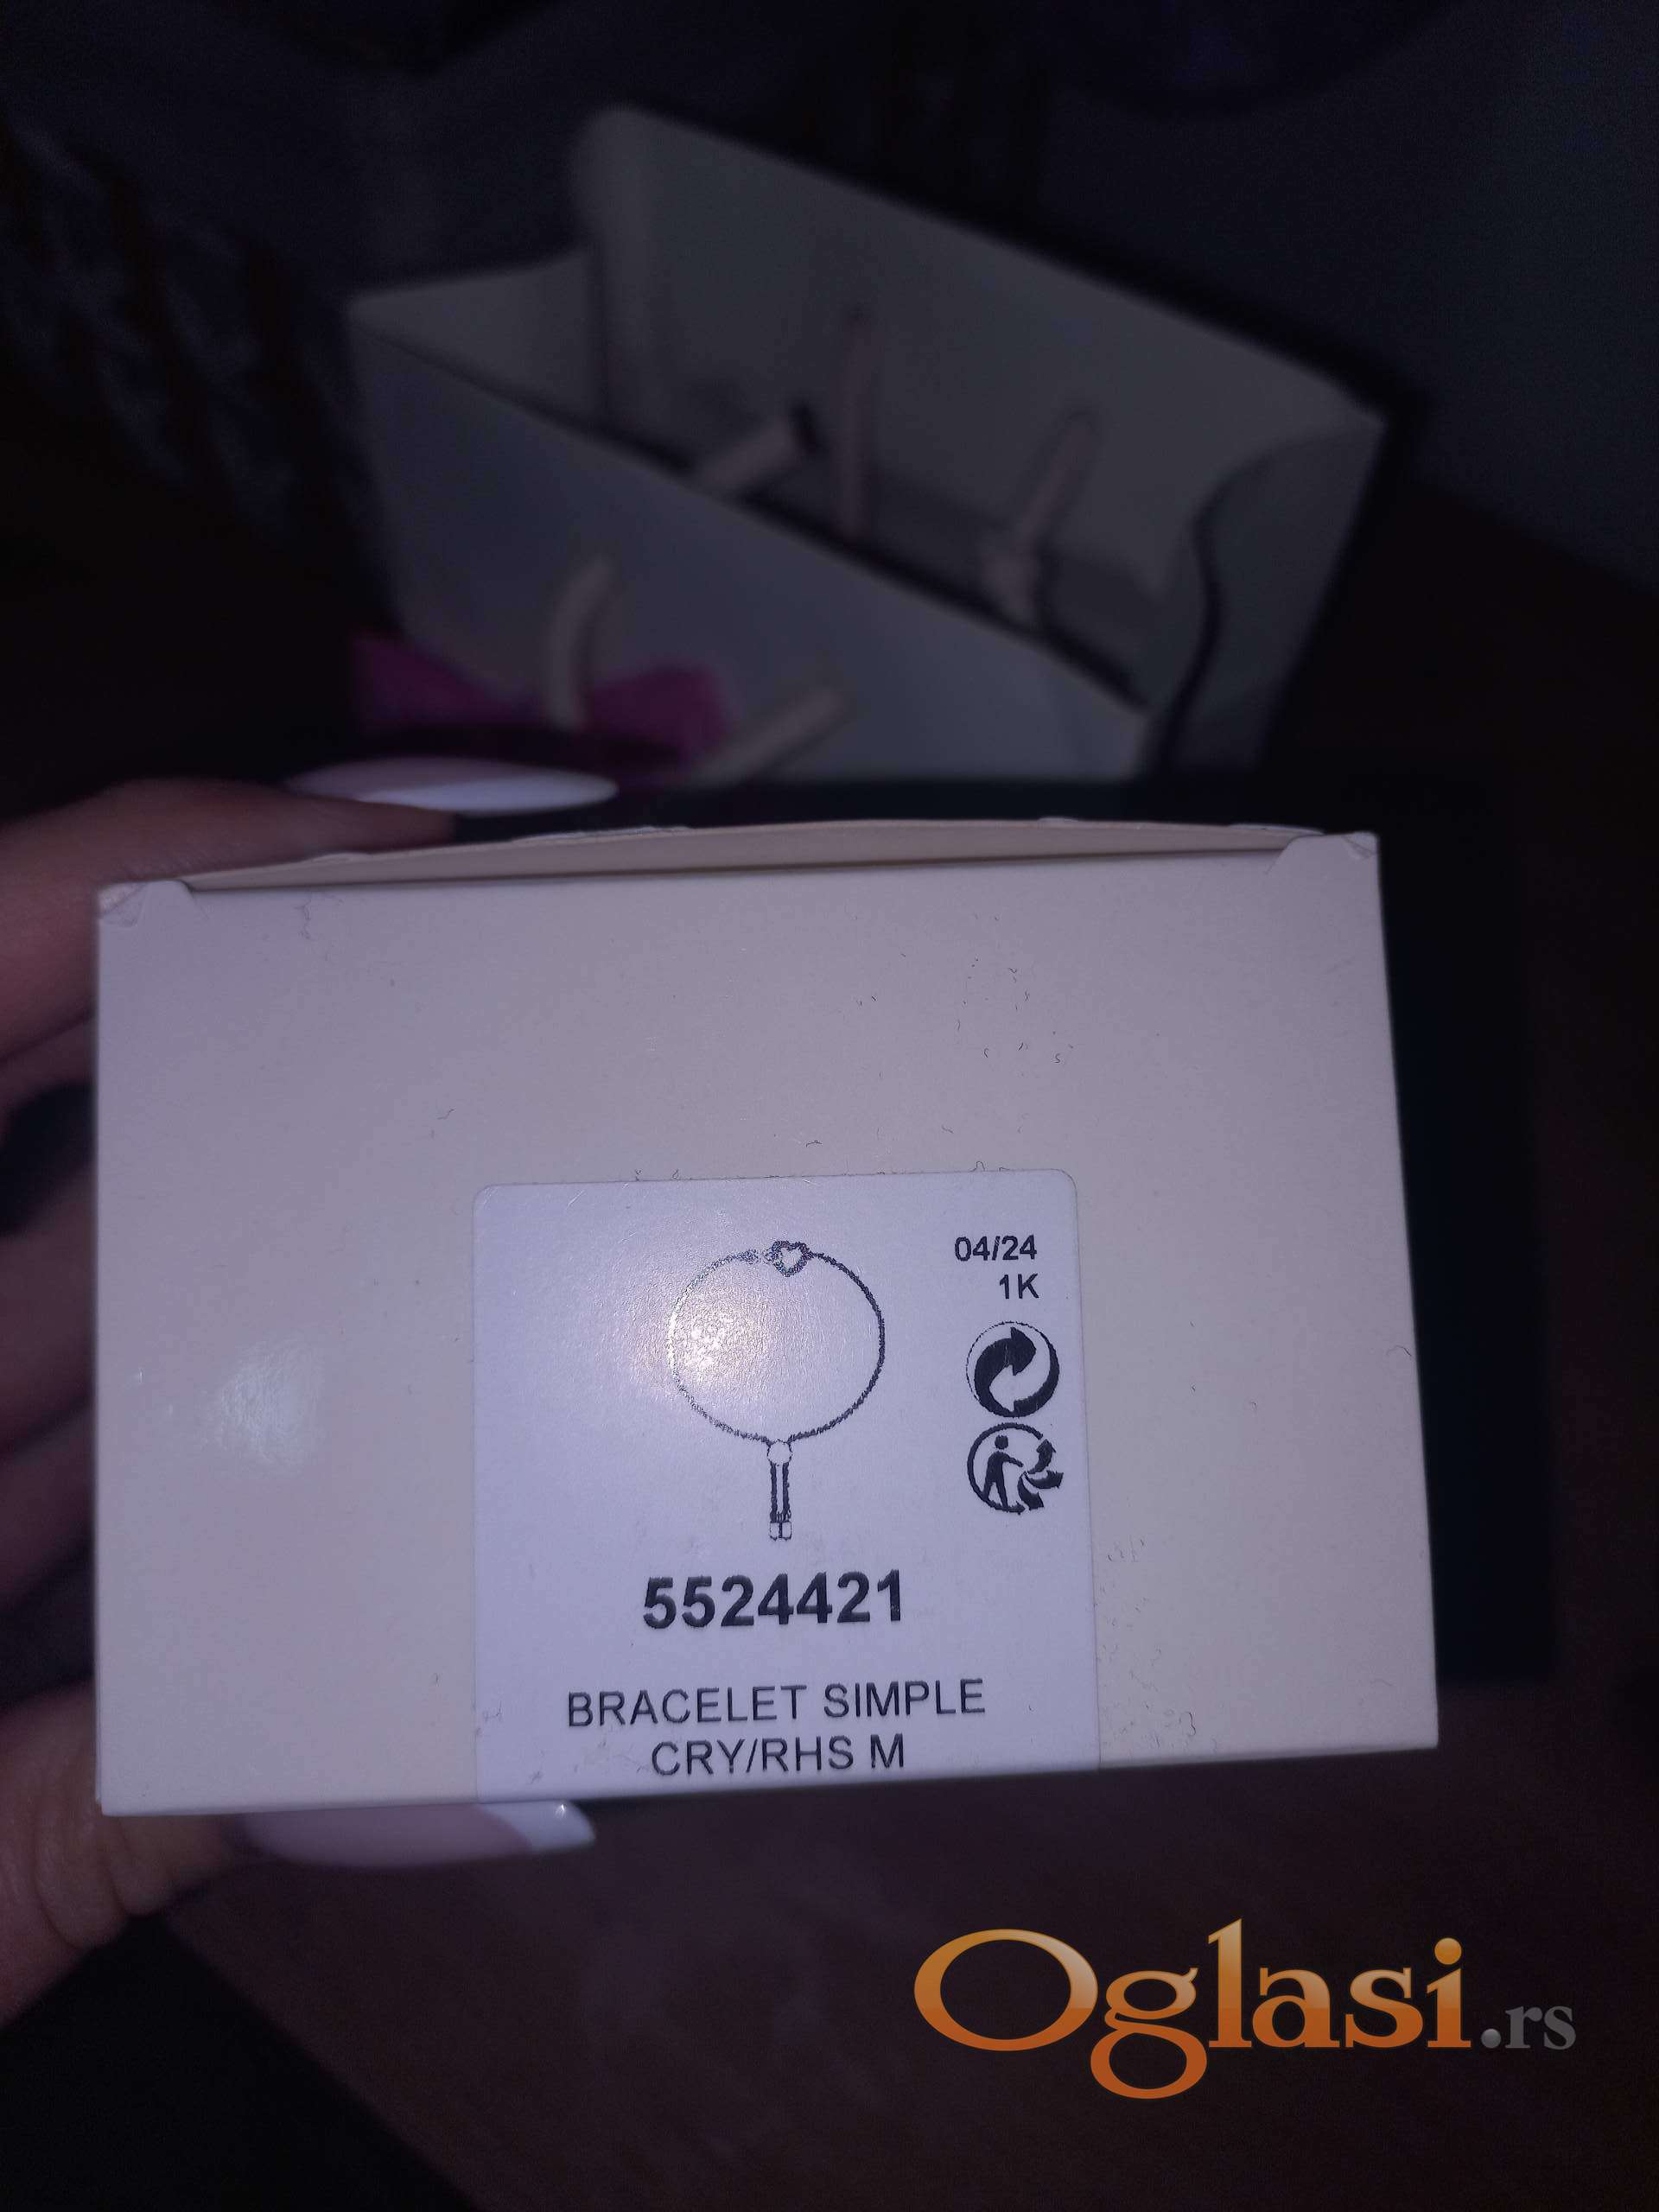 04/24
1K
5524421
BRACELET SIMPLE
CRY/RHS M
Oglasi.rs